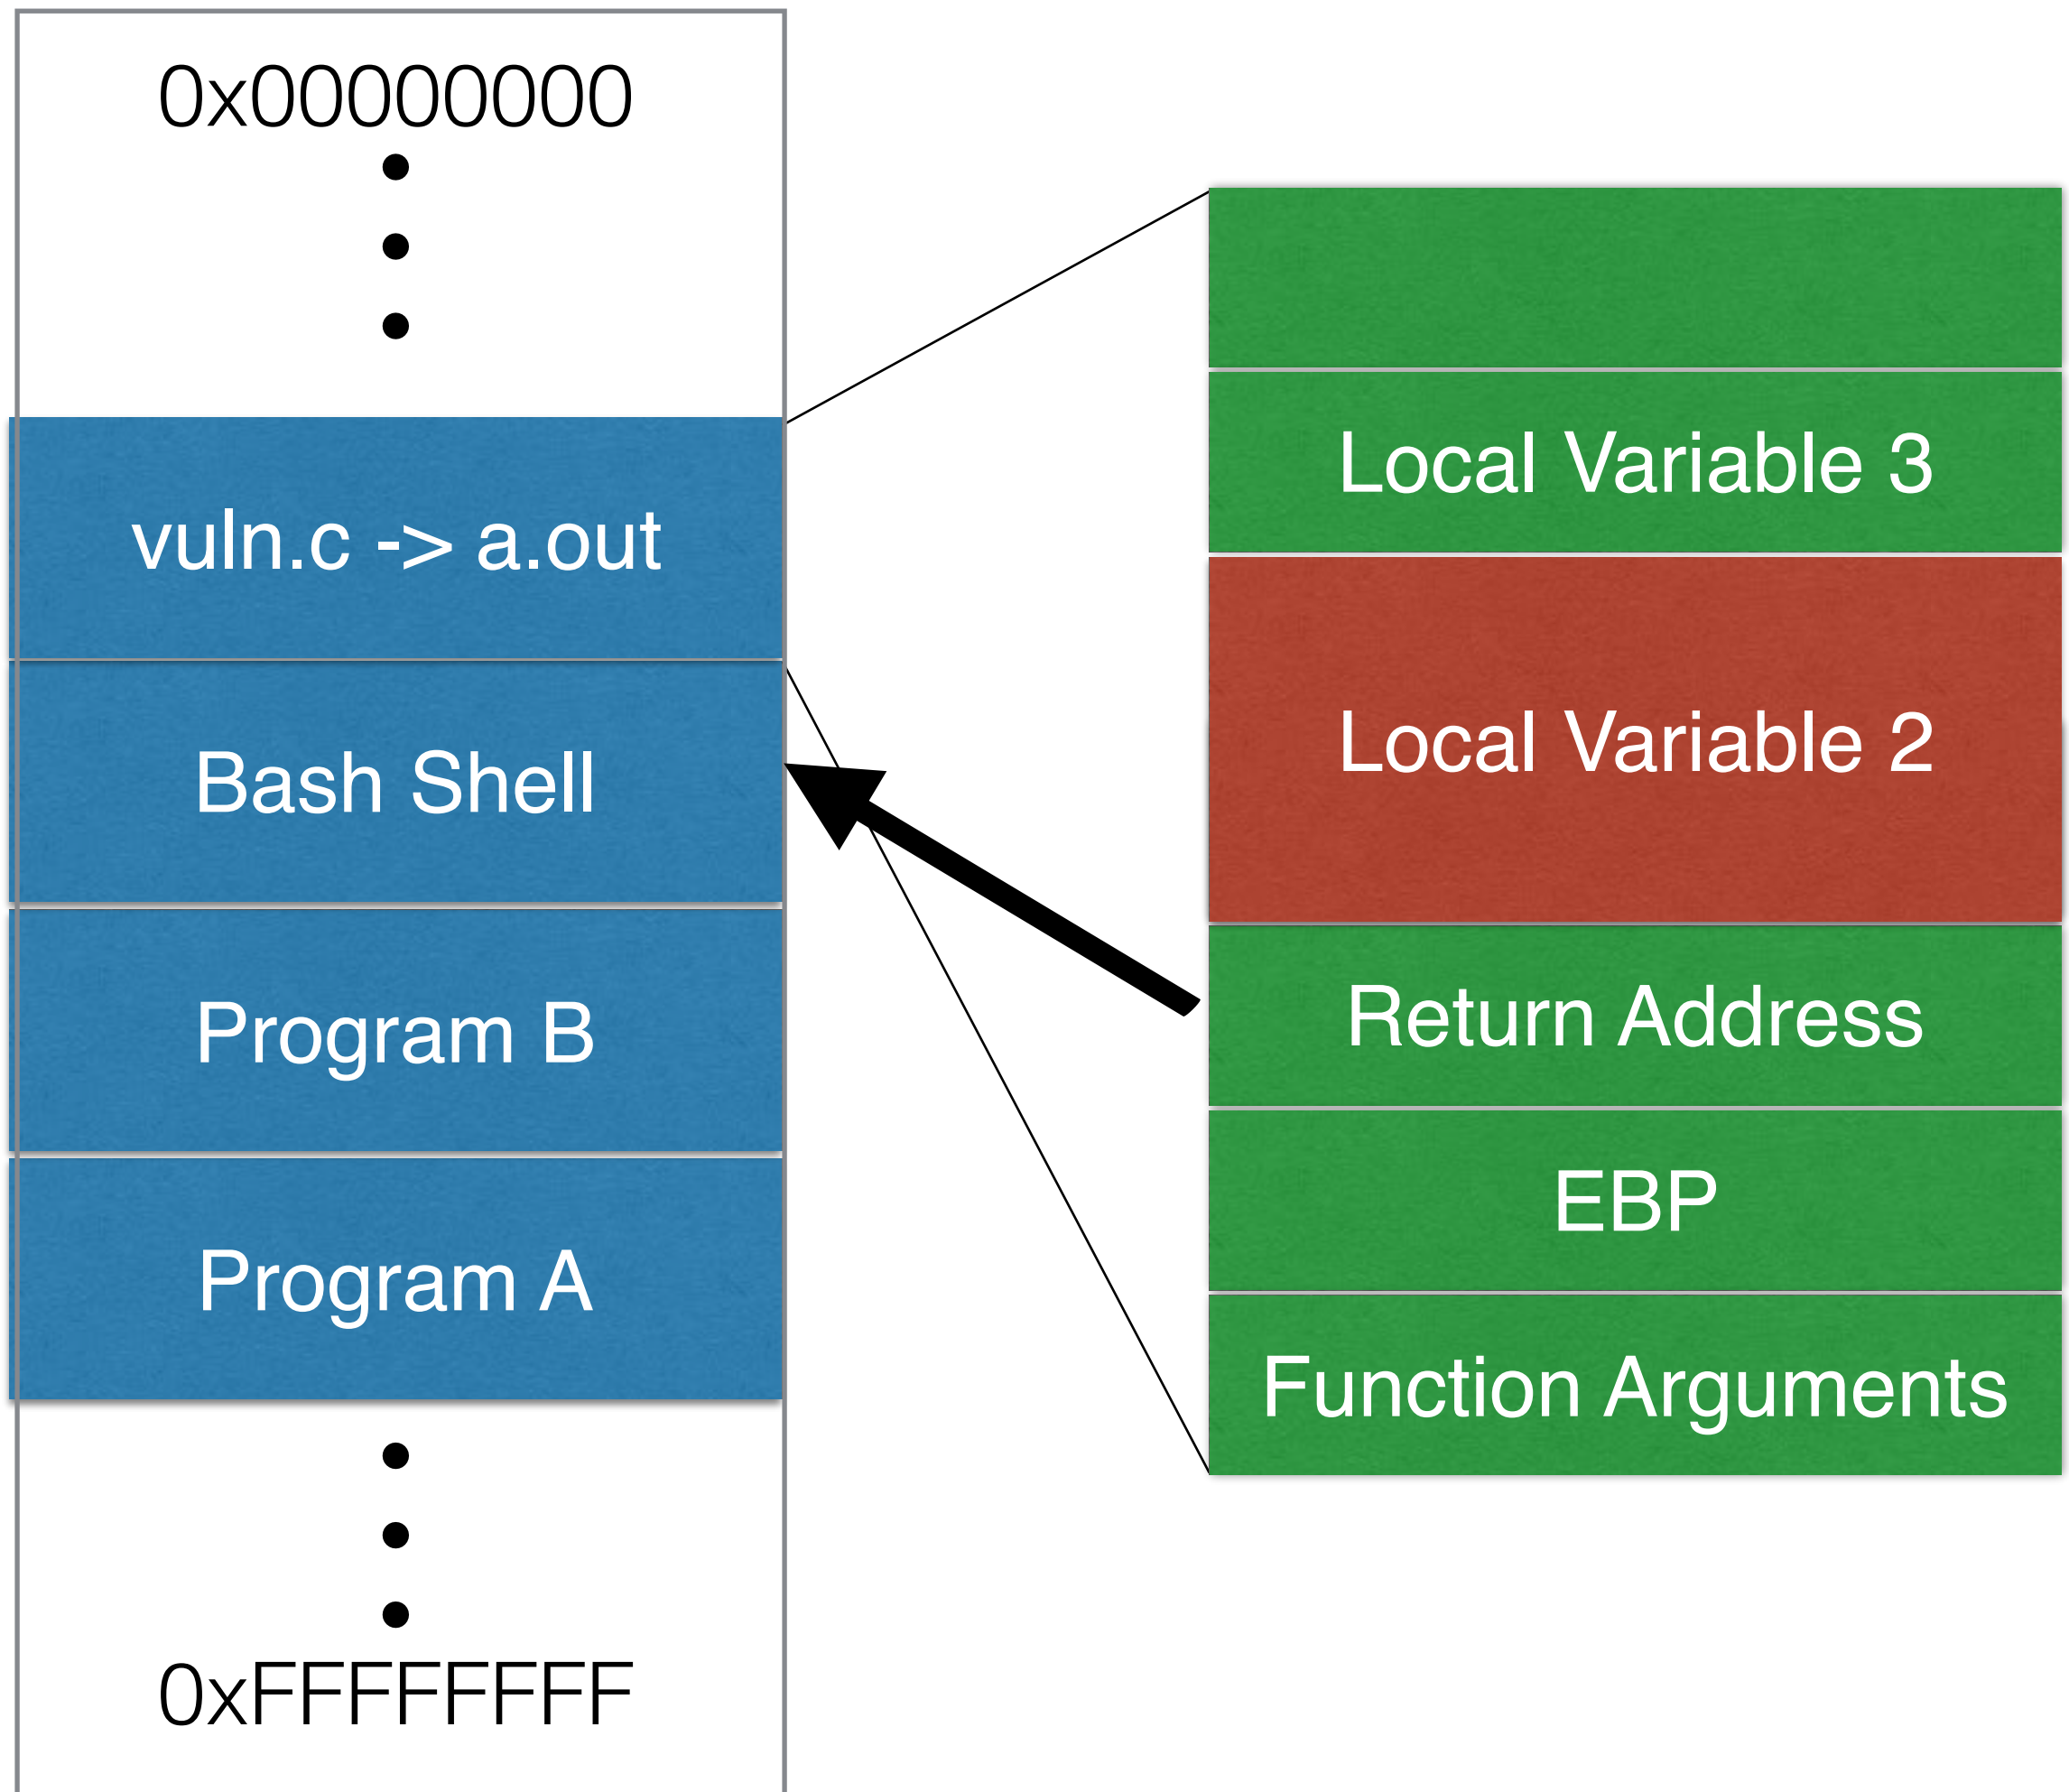 0x00000000
vuln.c -> a.out
Bash Shell
Program B
Program A
0xFFFFFFFF
Local Variable 3
Local Variable 2
Return Address
EBP
Function Arguments